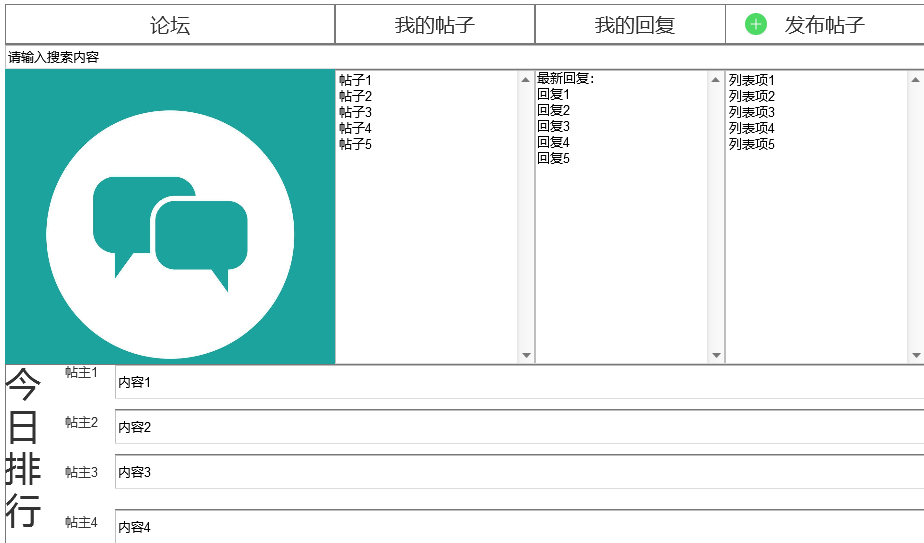 论坛
我的帖子
我的回复
发布帖子
请输入搜索内容
帖子1
帖子2
帖子3
帖子4
帖子5
最新回复：
回复1
回复2
回复3
回复4
回复5
列表项1
列表项2
列表项3
列表项4
列表项5
今日排行
帖主1
内容1
帖主2
内容2
帖主3
内容3
帖主4
内容4